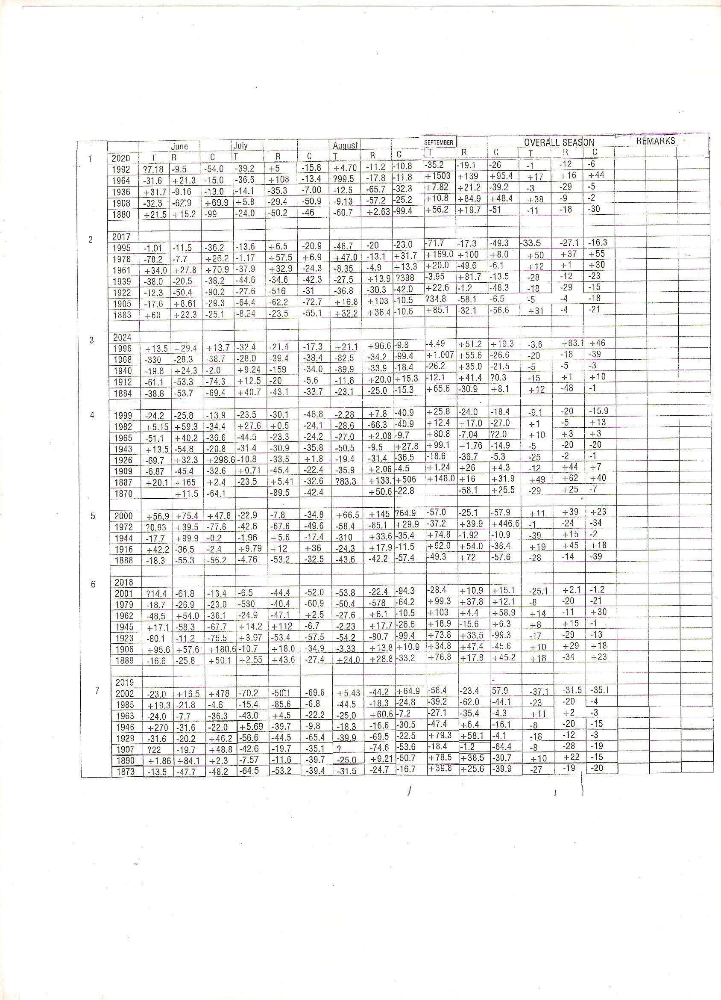 June July August SEPTEMBER OVERALL SEASON REMARKS
1 2020 T R C T R C T R C T R C T R C
1992 ?7.18 -9.5 -54.0 -39.2 +5 -15.8 +4.70 -11.2 -10.8 -35.2 -19.1 -26 -1 -12 -6
1964 -31.6 +21.3 -15.0 -36.6 +108 -13.4 ?99.5 -17.8 -11.8 +1503 +139 +95.4 +17 +16 +44
1936 +31.7 -9.16 -13.0 -14.1 -35.3 -7.00 -12.5 -65.7 -32.3 +7.82 +21.2 -39.2 -3 -29 -5
1908 -32.3 -62.9 +69.9 +5.8 -29.4 -50.9 -9.13 -57.2 -25.2 +10.8 +84.9 +48.4 +38 -9 -2
1880 +21.5 +15.2 -99 -24.0 -50.2 -46 -60.7 +2.63 -99.4 +56.2 +19.7 -51 -11 -18 -30
2 2017
1995 -1.01 -11.5 -36.2 -13.6 +6.5 -20.9 -46.7 -20 -23.0 -71.7 -17.3 -49.3 -33.5 -27.1 -16.3
1978 -78.2 -7.7 +26.2 -1.17 +57.5 +6.9 +47.0 -13.1 +31.7 +169.0 +100 +8.0 +50 +37 +55
1961 +34.0 +27.8 +70.9 -37.9 +32.9 -24.3 -8.35 -4.9 +13.3 +20.0 -49.6 -6.1 +12 +1 +30
1939 -38.0 -20.5 -38.2 -44.6 -34.6 -42.3 -27.5 +13.9 ?398 -3.95 +81.7 -13.5 -28 -12 -23
1922 -12.3 -50.4 -90.2 -27.6 -516 -31 -36.8 -30.3 -42.0 +22.6 -1.2 -48.3 -18 -29 -15
1905 -17.6 +8.61 -29.3 -64.4 -62.2 -72.7 +16.8 +103 -10.5 ?34.8 -58.1 -6.5 -5 -4 -18
1883 +60 +23.3 -25.1 -8.24 -23.5 -55.1 +32.2 +36.4 -10.6 +85.1 -32.1 -56.6 +31 -4 -21
3 2024
1996 +13.5 +29.4 +13.7 -32.4 -21.4 -17.3 +21.1 +96.6 -9.8 -4.49 +51.2 +19.3 -3.6 +83.1 +46
1968 -330 -28.3 -38.7 -28.0 -39.4 -38.4 -82.5 -34.2 -99.4 +1.007 +55.6 -26.6 -20 -18 -39
1940 -19.8 +24.3 -2.0 +9.24 -159 -34.0 -89.9 -33.9 -18.4 -26.2 +35.0 -21.5 -5 -5 -3
1912 -61.1 -53.3 -74.3 +12.5 -20 -5.6 -11.8 +20.0 +15.3 -12.1 +41.4 ?0.3 -15 +1 +10
1884 -38.8 -53.7 -69.4 +40.7 -43.1 -33.7 -23.1 -25.0 -15.3 +65.6 -30.9 +8.1 +12 -48 -1
4 1999 -24.2 -25.8 -13.9 -23.5 -30.1 -48.8 -2.28 +7.8 -40.9 +25.8 -24.0 -18.4 -9.1 -20 -15.9
1982 +5.15 +59.3 -34.4 +27.6 +0.5 -24.1 -28.6 -66.3 -40.9 +12.4 +17.0 -27.0 +1 -5 +13
1965 -51.1 +40.2 -36.6 -44.5 -23.3 -24.2 -27.0 +2.08 -9.7 +80.8 -7.04 ?2.0 +10 +3 +3
1943 +13.5 -54.8 -20.8 -31.4 -30.9 -35.8 -50.5 -9.5 +27.8 +99.1 +1.76 -14.9 -5 -20 -20
1926 -69.7 +32.3 +298.6 -10.8 -33.5 +1.8 -19.4 -31.4 -36.5 -18.6 -36.7 -5.3 -25 -2 -1
1909 -6.87 -45.4 -32.6 +0.71 -45.4 -22.4 -35.9 +2.06 -4.5 +1.24 +26 +4.3 -12 +44 +7
1887 +20.1 +165 +2.4 -23.5 +5.41 -32.6 ?83.3 +133.1 +506 +148.0 +16 +31.9 +49 +62 +40
1870 +11.5 -64.1 -89.5 -42.4 +50.6 -22.8 -58.1 +25.5 -29 +25 -7
5 2000 +56.9 +75.4 +47.8 -22.9 -7.8 -34.8 +66.5 +145 ?64.9 -57.0 -25.1 -57.9 +11 +39 +23
1972 ?0.93 +39.5 -77.6 -42.6 -67.6 -49.6 -58.4 -85.1 +29.9 -37.2 +39.9 +446.6 -1 -24 -34
1944 -17.7 +99.9 -0.2 -1.96 +5.6 -17.4 -310 +33.6 -35.4 +74.8 -1.92 -10.9 -39 +15 -2
1916 +42.2 -36.5 -2.4 +9.79 +12 +36 -24.3 +17.9 -11.5 +92.0 +54.0 -38.4 +19 +45 +18
1888 -18.3 -55.3 -56.2 -4.76 -53.2 -32.5 -43.6 -42.2 -57.4 -49.3 +72 -57.6 -28 -14 -39
6 2018
2001 ?14.4 -61.8 -13.4 -6.5 -44.4 -52.0 -53.8 -22.4 -94.3 -28.4 +10.9 +15.1 -25.1 +2.1 -1.2
1979 -18.7 -26.9 -23.0 -530 -40.4 -60.9 -50.4 -578 -64.2 +99.3 +37.8 +12.1 -8 -20 -21
1962 -48.5 +54.0 -36.1 -24.9 -47.1 +2.5 -27.6 +6.1 -10.5 +103 +4.4 +58.9 +14 -11 +30
1945 +17.1 -58.3 -67.7 +14.2 +112 -6.7 -2.23 +17.7 -26.6 +18.9 -15.6 +6.3 +8 +15 -1
1923 -80.1 -11.2 -75.5 +3.97 -53.4 -57.5 -54.2 -80.7 -99.4 +73.8 +33.5 -99.3 -17 -29 -13
1906 +95.6 +57.6 +180.6 -10.7 +18.0 -34.9 -3.33 +13.8 +10.9 +34.8 +47.4 -45.6 +10 +29 +18
1889 -16.6 -25.8 +50.1 +2.55 +43.6 -27.4 +24.0 +28.8 -33.2 +76.8 +17.8 +45.2 +18 -34 +23
2019
7 2002 -23.0 +16.5 +478 -70.2 -50.1 -69.6 +5.43 -44.2 +64.9 -58.4 -23.4 57.9 -37.1 -31.5 -35.1
1985 +19.3 -21.8 -4.6 -15.4 -85.6 -6.8 -44.5 -18.3 -24.8 -39.2 -62.0 -44.1 -23 -20 -4
1963 -24.0 -7.7 -36.3 -43.0 +4.5 -22.2 -25.0 +60.6 -7.2 -27.1 -35.4 -4.3 +11 +2 -3
1946 +270 -31.6 -22.0 +5.69 -39.7 -9.8 -18.3 -16.6 -30.5 -47.4 +6.4 -16.1 -8 -20 -15
1929 -31.6 -20.2 +46.2 -56.6 -44.5 -65.4 -39.9 -69.5 -22.5 +79.3 +58.1 -4.1 -18 -12 -3
1907 ?22 -19.7 +48.8 -42.6 -19.7 -35.1 ? -74.6 -53.6 -18.4 -1.2 -64.4 -8 -28 -19
1890 +1.86 +84.1 +2.3 -7.57 -11.6 -39.7 -25.0 +9.21 -50.7 +78.5 +38.5 -30.7 +10 +22 -15
1873 -13.5 -47.7 -48.2 -64.5 -53.2 -39.4 -31.5 -24.7 -16.7 +39.8 +25.6 -39.9 -27 -19 -20